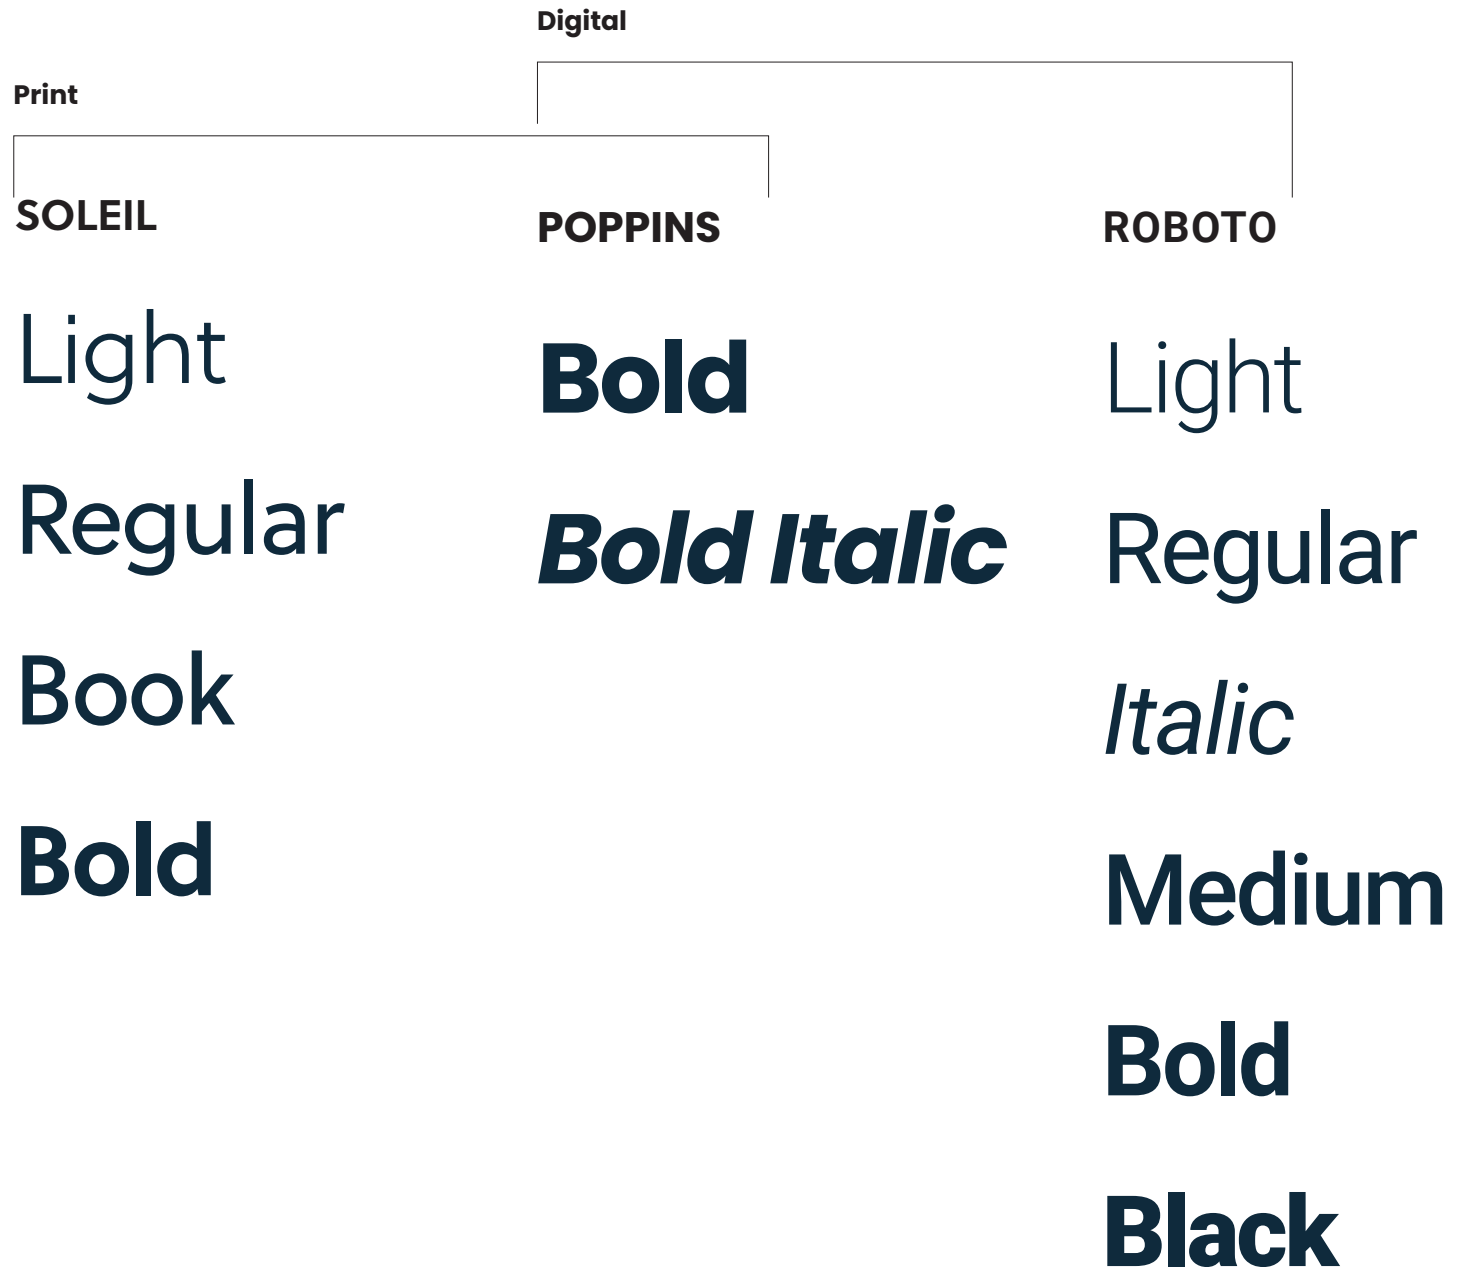 Digital
Print
SOLEIL
Light
Regular
Book
Bold
POPPINS
Bold
Bold Italic
ROBOTO
Light
Regular
Italic
Medium
Bold
Black